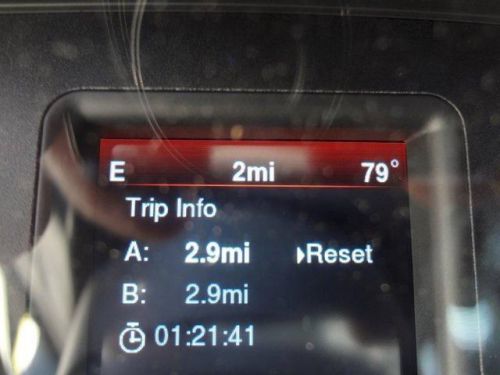 E 2mi 79°
Trip Info
A: 2.9mi Reset
B: 2.9mi
01:21:41